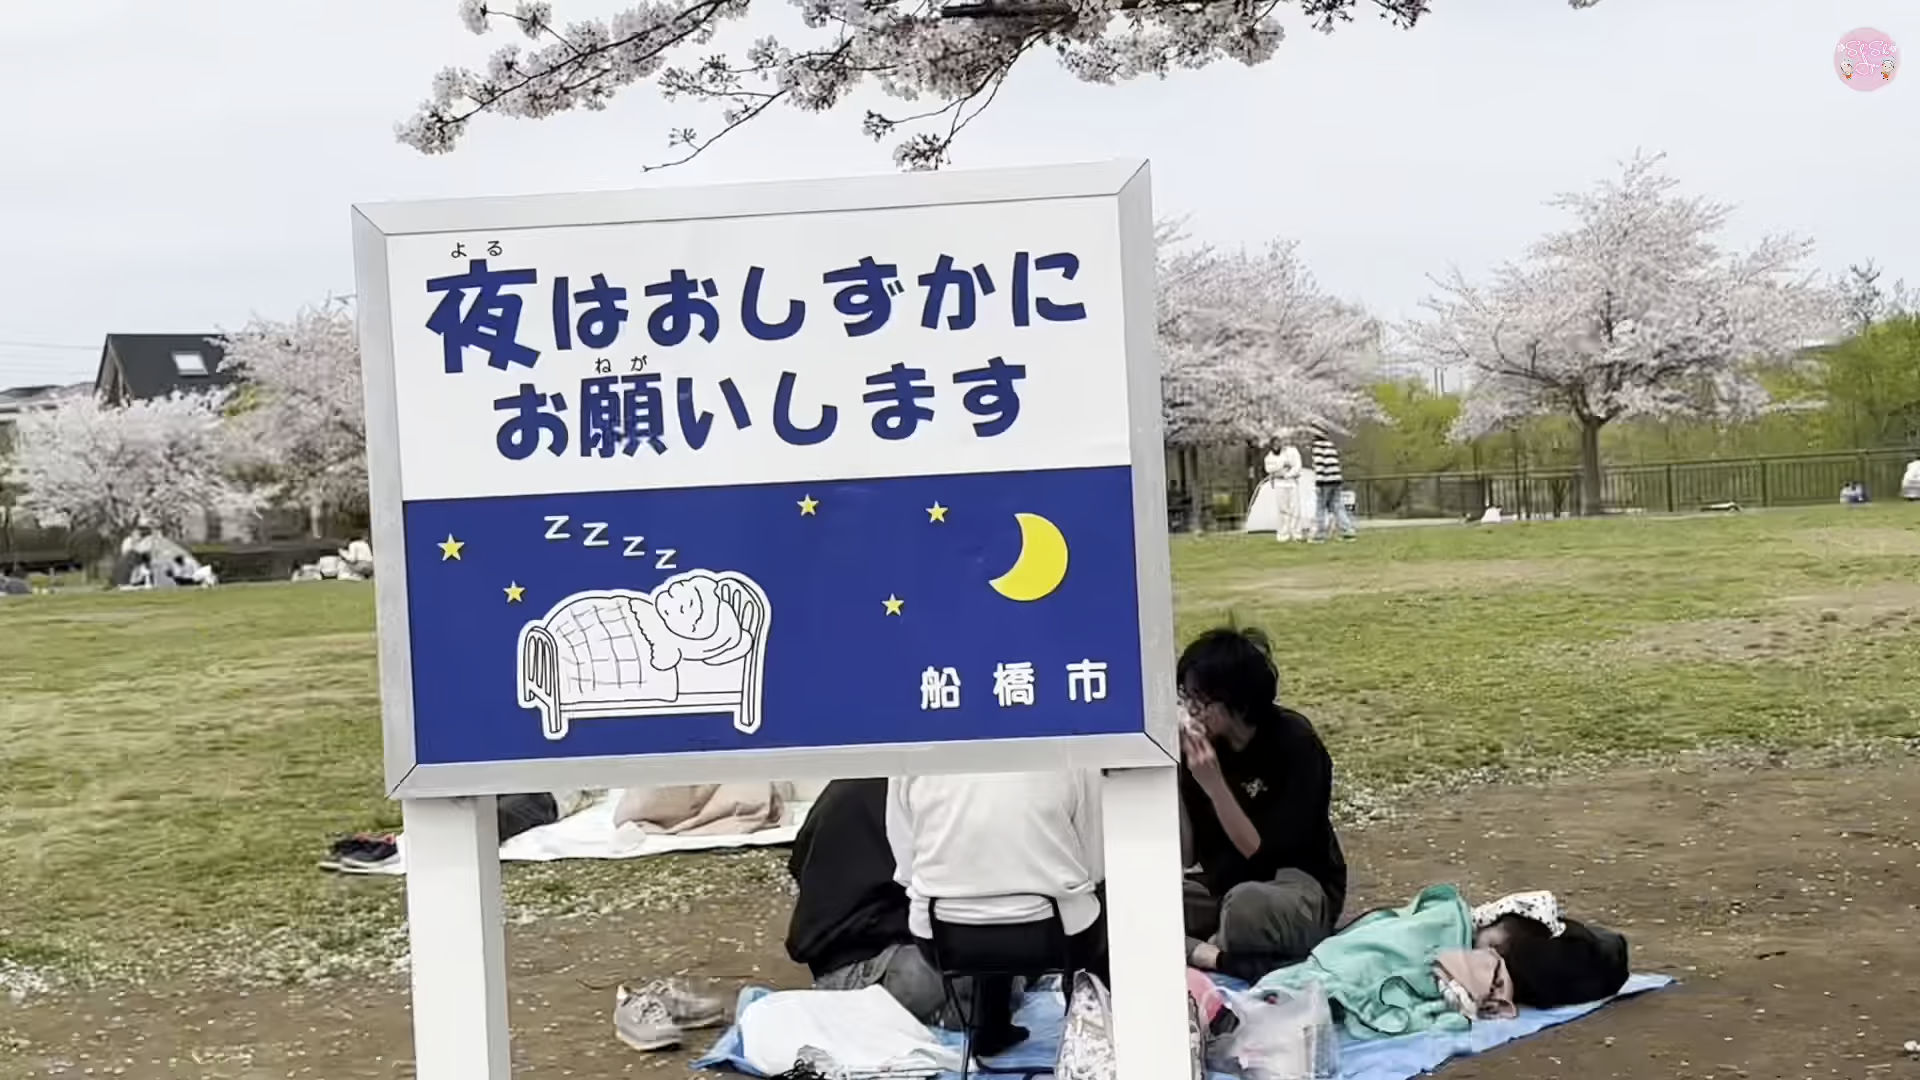 よる
夜はおしずかに
ねが
お願いします
z z z z
船橋市